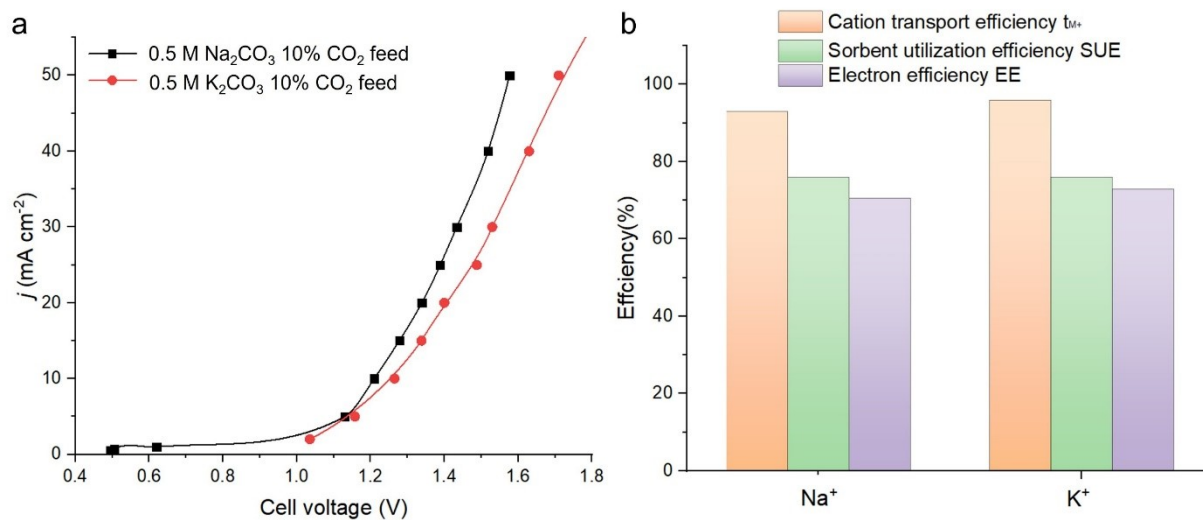 a
0.5 M Na₂CO₃ 10% CO₂ feed
0.5 M K₂CO₃ 10% CO₂ feed
j (mA cm⁻²)
50
40
30
20
10
0
0.4 0.6 0.8 1.0 1.2 1.4 1.6 1.8
Cell voltage (V)
b
Cation transport efficiency tM+
Sorbent utilization efficiency SUE
Electron efficiency EE
Effciency(%)
100
80
60
40
20
0
Na⁺ K⁺